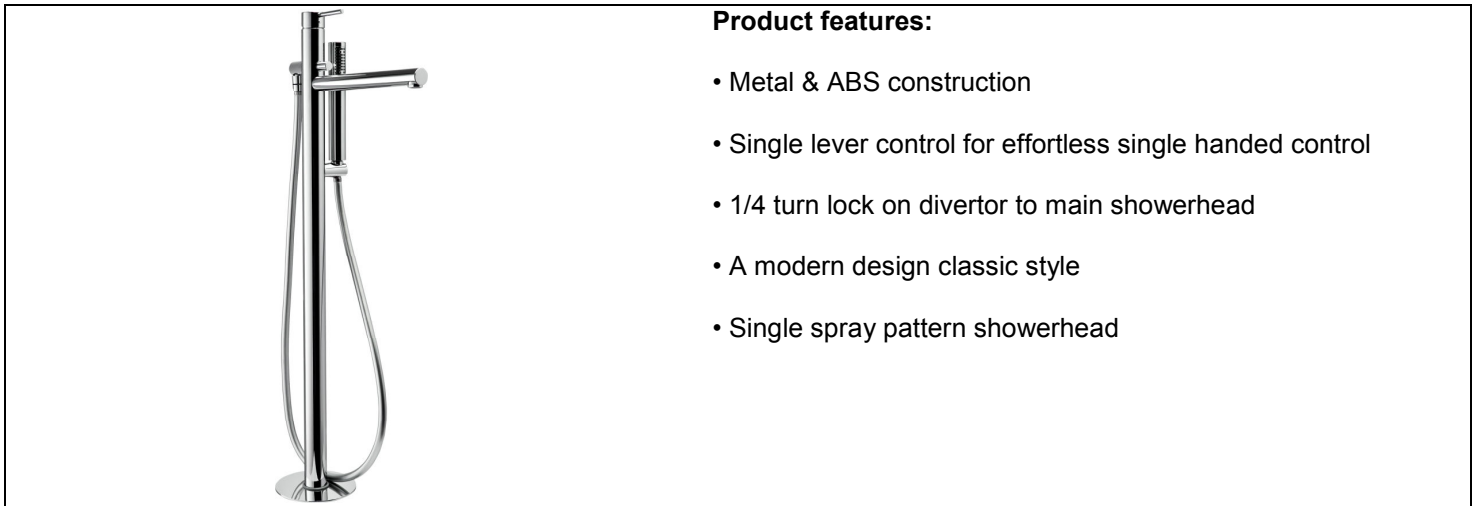 Product features:
• Metal & ABS construction
• Single lever control for effortless single handed control
• 1/4 turn lock on divertor to main showerhead
• A modern design classic style
• Single spray pattern showerhead